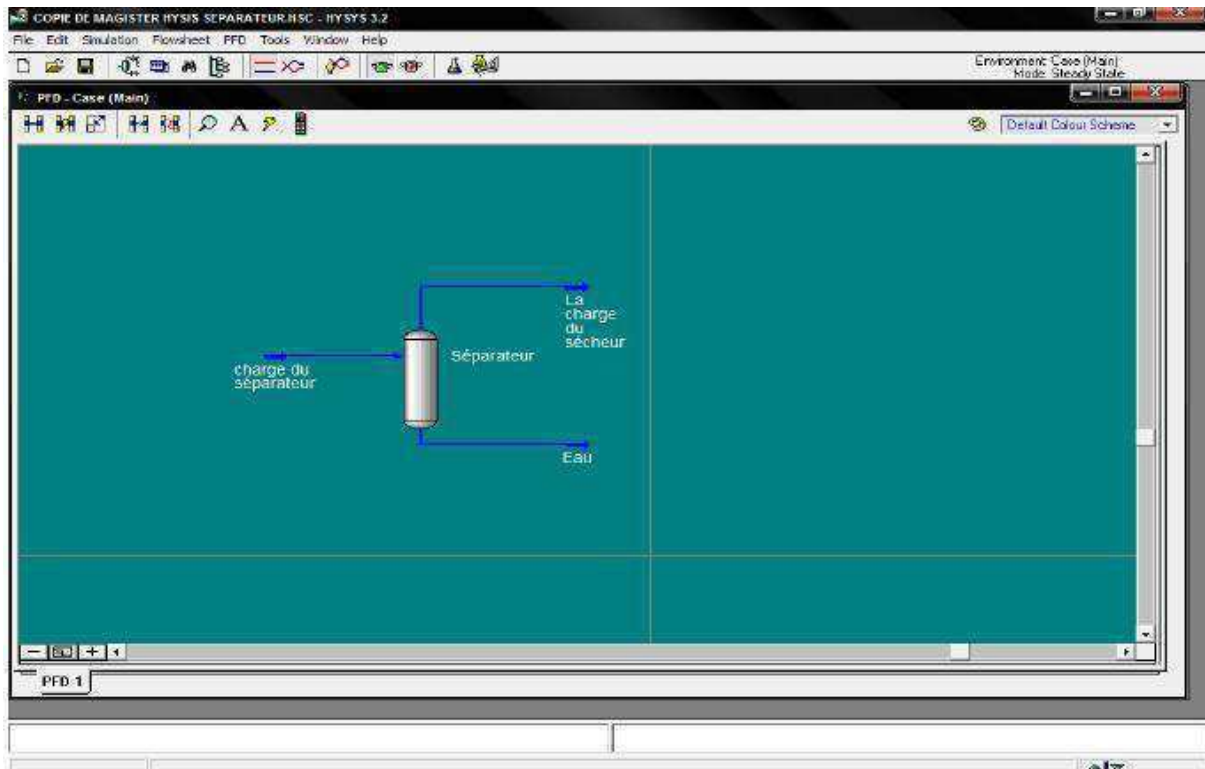 COPIE DE MAGISTER HYSIS SEPARATEUR.HSC - HYSYS 3.2
File Edit Simulation Flowsheet PFD Tools Window Help
Environment: Case (Main)
Mode: Steady State
PFD - Case (Main)
A
Default Colour Scheme
La
charge
du
sécheur
Séparateur
charge du
séparateur
Eau
PFD 1